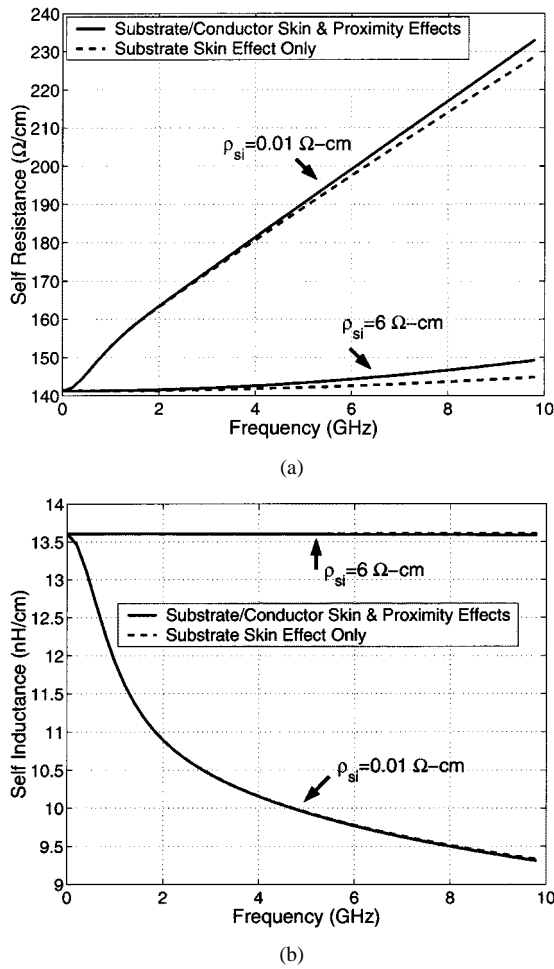 240
230
220
210
200
190
180
170
160
150
140
Self Resistance (Ω/cm)
Substrate/Conductor Skin & Proximity Effects
Substrate Skin Effect Only
ρsi=0.01 Ω−cm
ρsi=6 Ω−cm
0 2 4 6 8 10
Frequency (GHz)
(a)
14
13.5
13
12.5
12
11.5
11
10.5
10
9.5
9
Self Inductance (nH/cm)
ρsi=6 Ω−cm
Substrate/Conductor Skin & Proximity Effects
Substrate Skin Effect Only
ρsi=0.01 Ω−cm
0 2 4 6 8 10
Frequency (GHz)
(b)